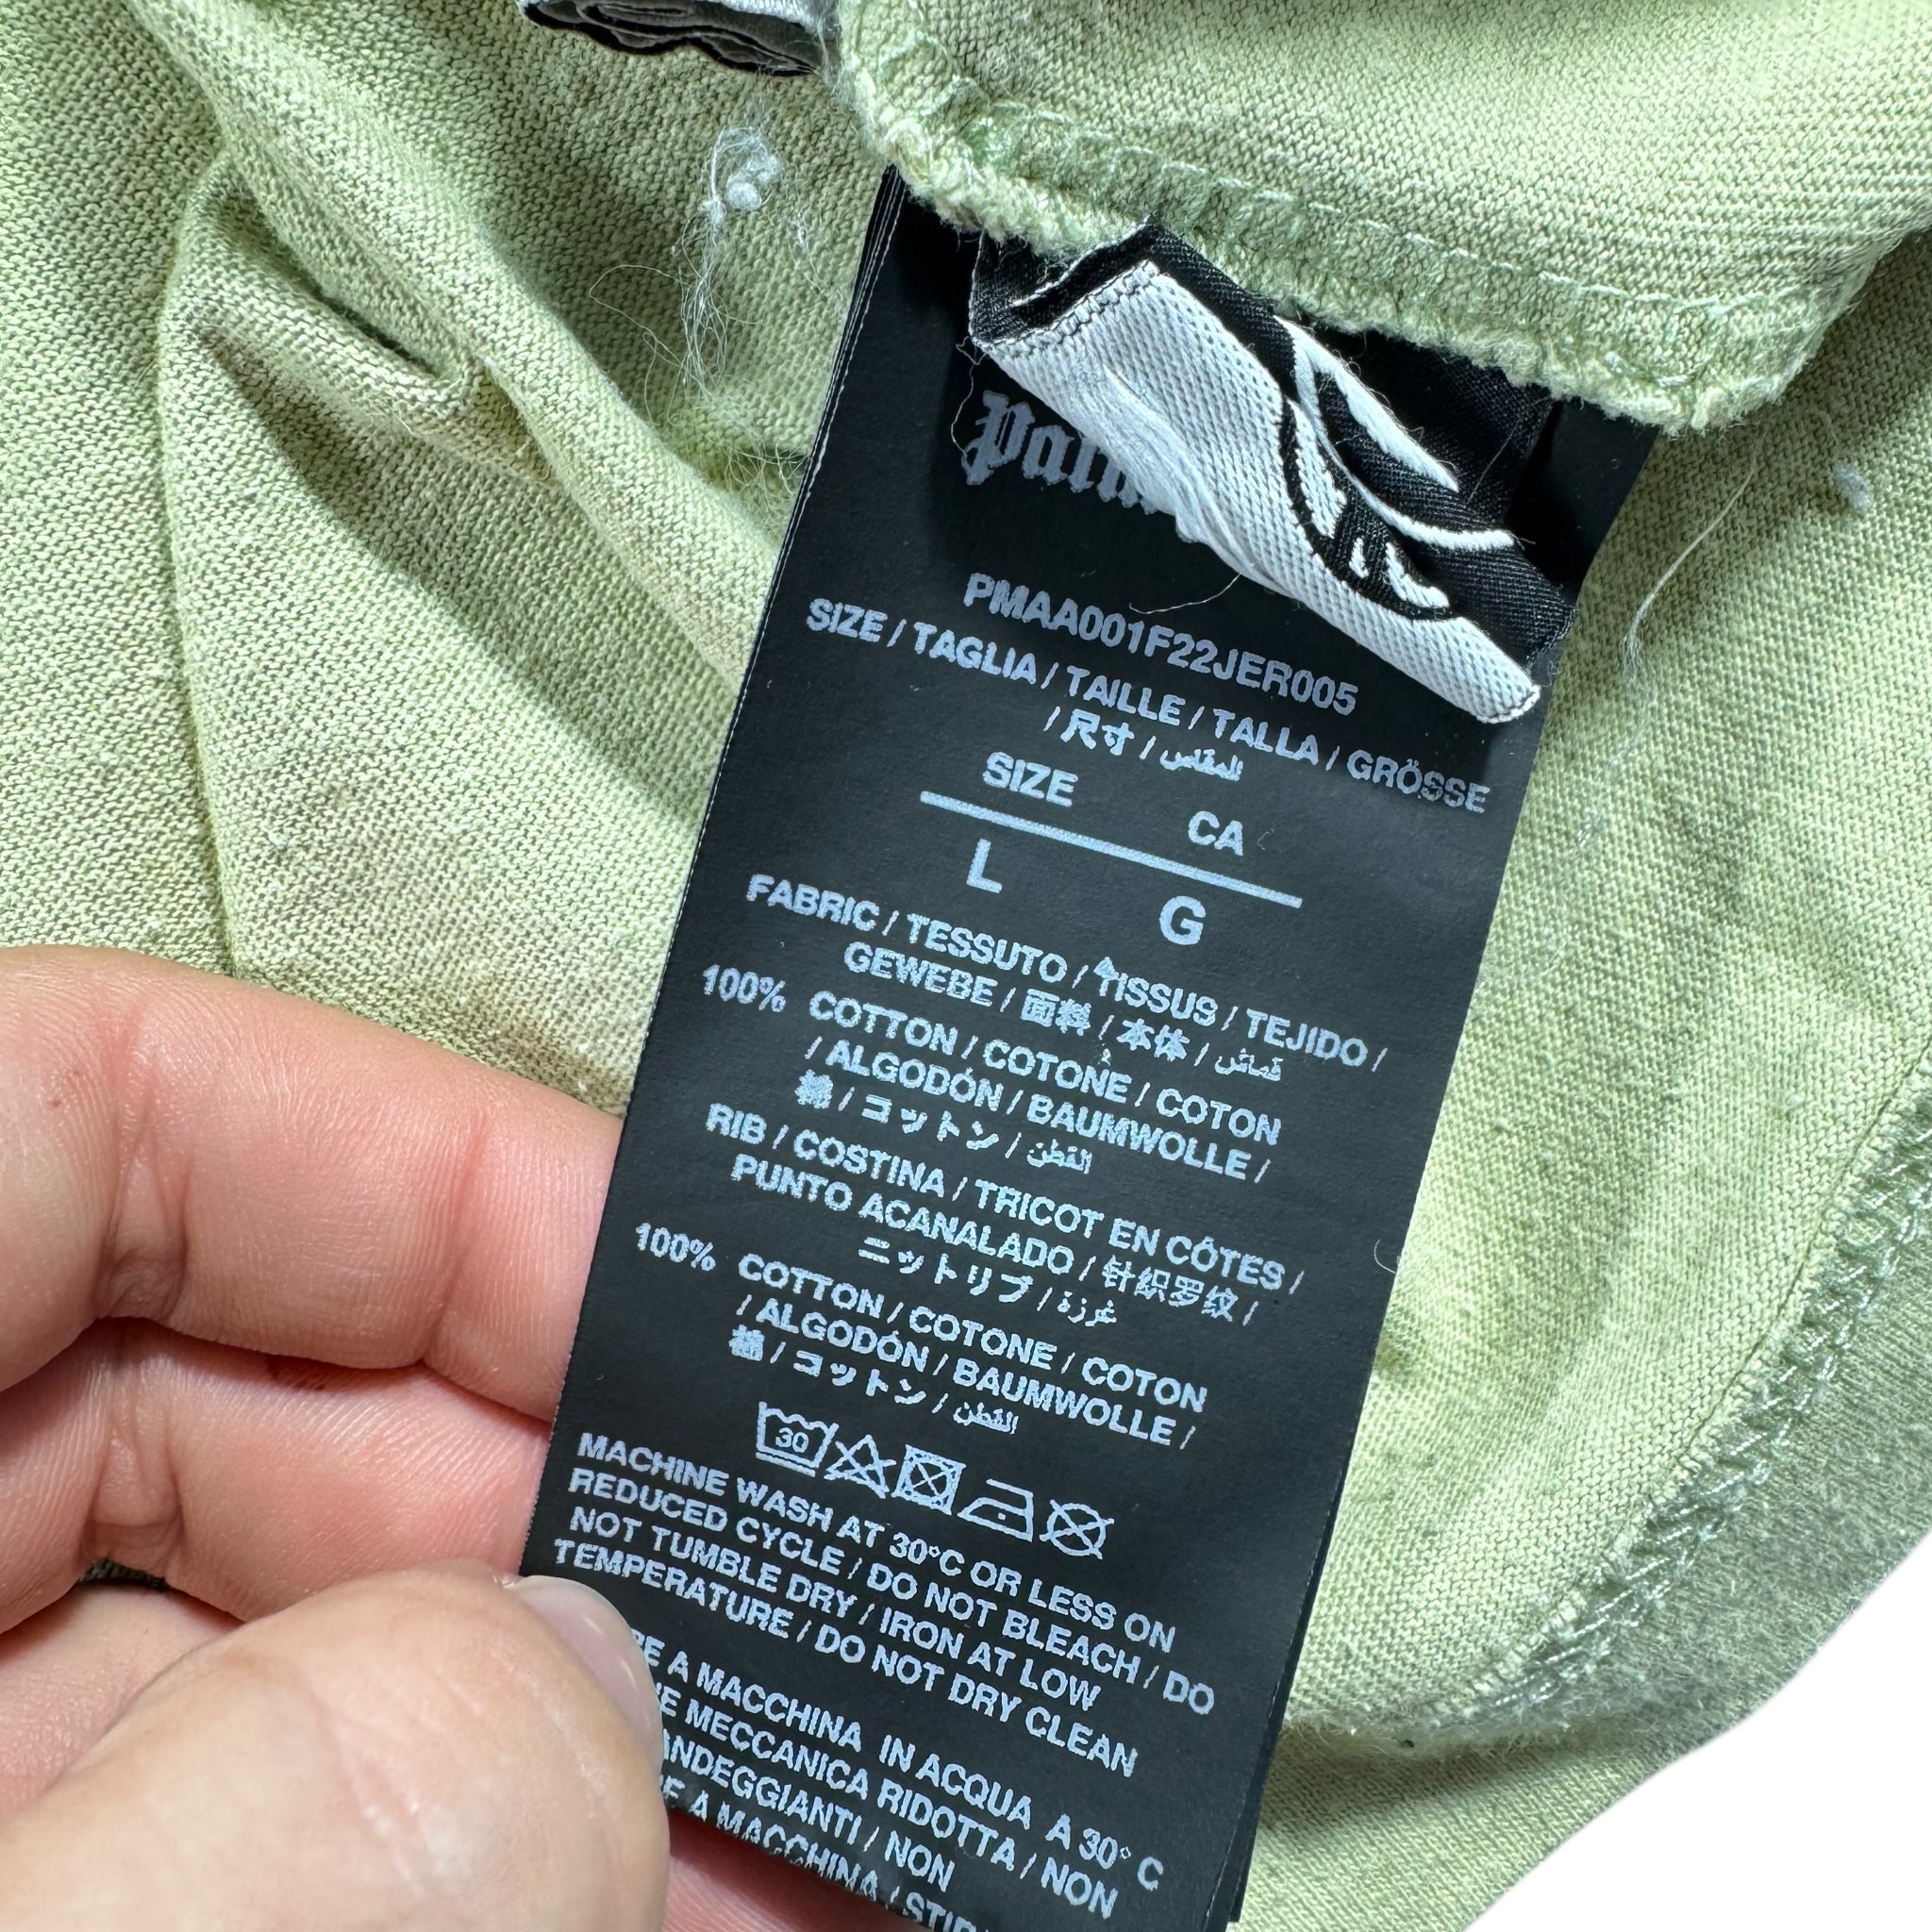 PMAA001F22JER005
SIZE / TAGLIA / TAILLE / TALLA / GRÖSSE
/ 尺寸 / المقاس
SIZE CA
L G
FABRIC / TESSUTO / TISSUS / TEJIDO /
GEWEBE / 面料 / 本体 / قماش
100% COTTON / COTONE / COTON
/ ALGODÓN / BAUMWOLLE /
棉 / コットン / القطن
RIB / COSTINA / TRICOT EN CÔTES /
PUNTO ACANALADO / 针织罗纹 /
ニットリブ / غرزة
100% COTTON / COTONE / COTON
/ ALGODÓN / BAUMWOLLE /
棉 / コットン / القطن
30
MACHINE WASH AT 30°C OR LESS ON
REDUCED CYCLE / DO NOT BLEACH / DO
NOT TUMBLE DRY / IRON AT LOW
TEMPERATURE / DO NOT DRY CLEAN
A MACCHINA IN ACQUA A 30° C
MECCANICA RIDOTTA / NON
ANDEGGIANTI / NON
A MACCHINA /